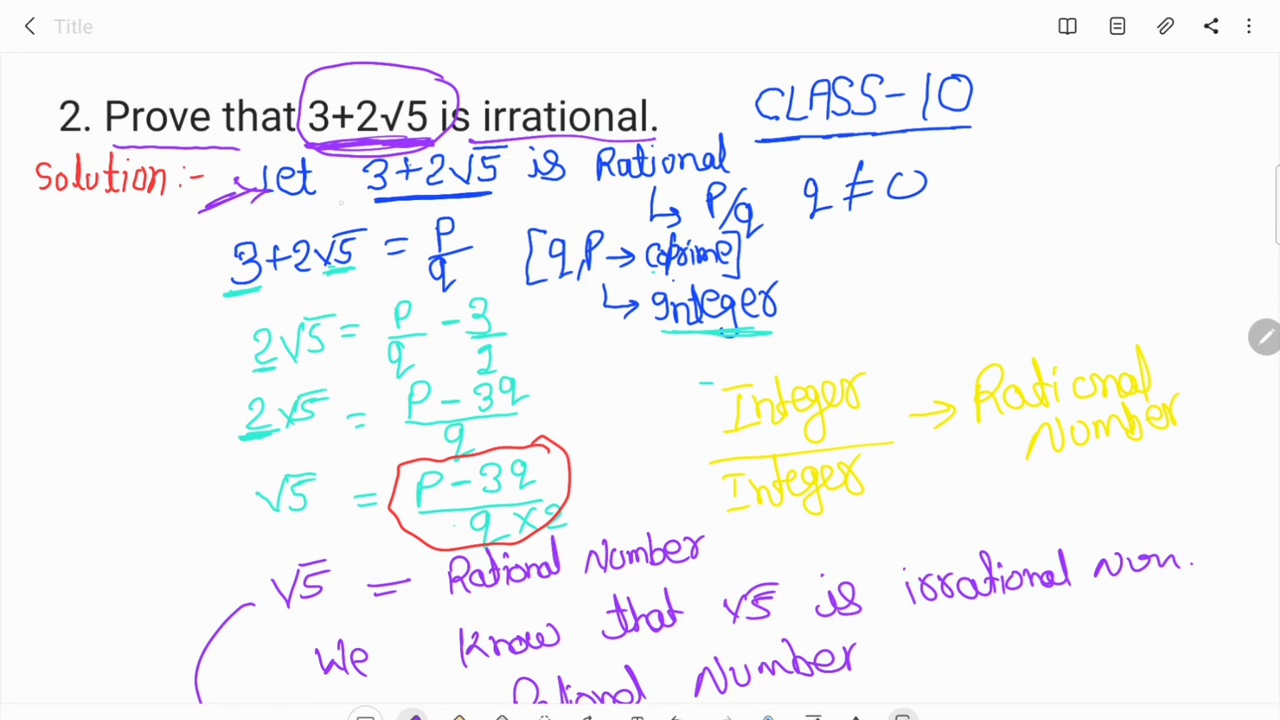 Title
2. Prove that 3+2√5 is irrational.
CLASS-10
Solution :- Let 3+2√5 is Rational
↳ P/q q ≠ 0
3+2√5 = P/q [q,P → coprime]
↳ Integer
2√5 = P/q - 3/1
2√5 = P-3q/q
Integer/Integer → Rational Number
√5 = P-3q/q×2
√5 = Rational Number
We know that √5 is irrational Num.
Rational Number